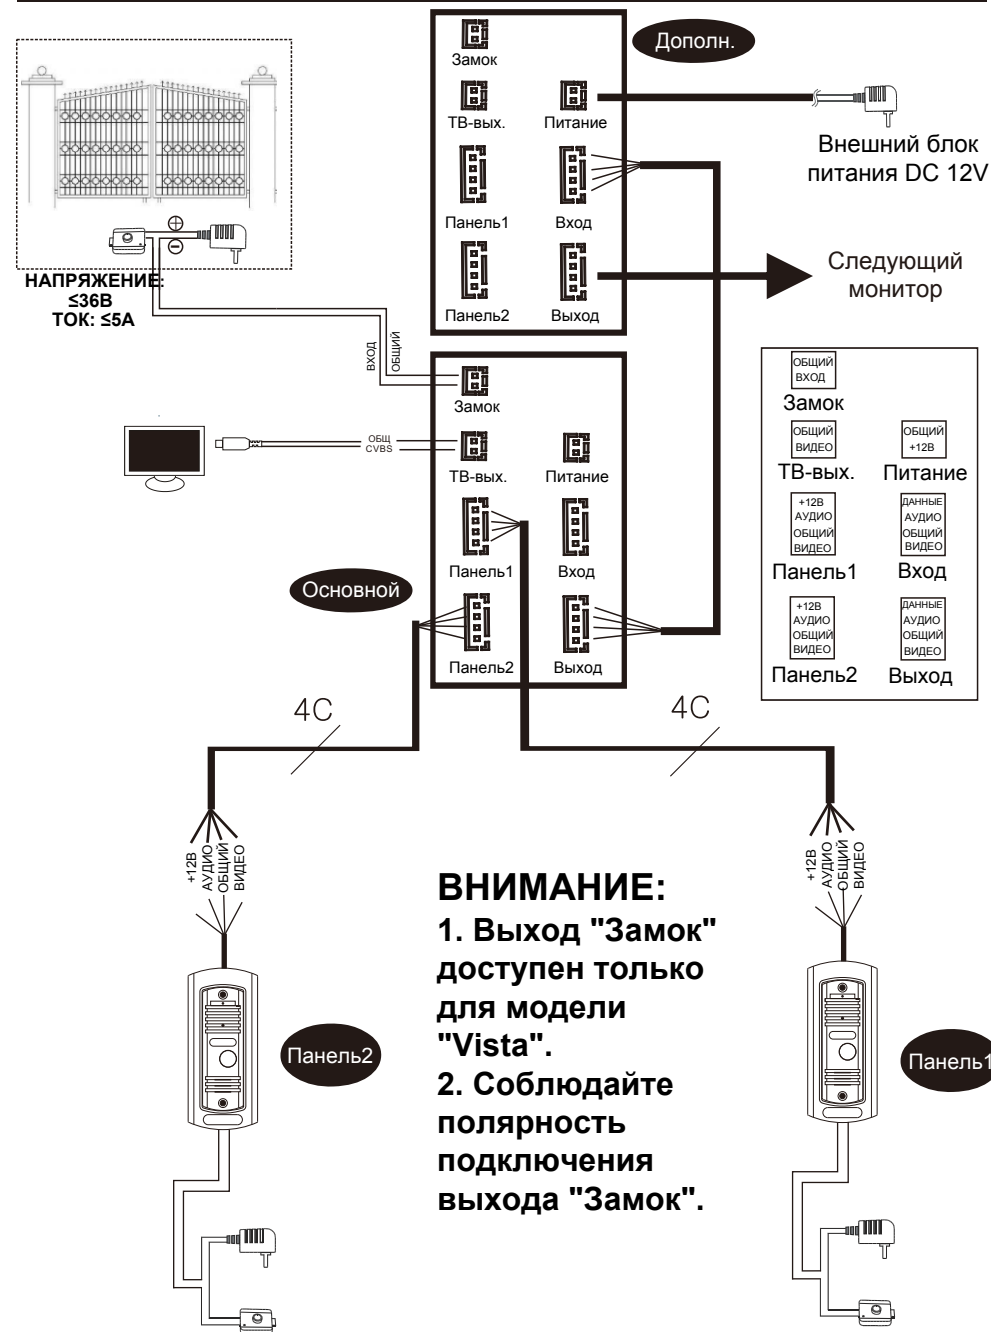 Дополн.
Замок
ТВ-вых.
Питание
Внешний блок
питания DC 12V
Панель1
Вход
Следующий
монитор
Панель2
Выход
НАПРЯЖЕНИЕ:
≤36В
ТОК: ≤5А
ВХОД
ОБЩИЙ
Замок
ОБЩ
CVBS
ТВ-вых.
Питание
Панель1
Вход
Основной
Панель2
Выход
ОБЩИЙ
ВХОД
Замок
ОБЩИЙ
ВИДЕО
ТВ-вых.
ОБЩИЙ
+12В
Питание
+12В
АУДИО
ОБЩИЙ
ВИДЕО
Панель1
ДАННЫЕ
АУДИО
ОБЩИЙ
ВИДЕО
Вход
+12В
АУДИО
ОБЩИЙ
ВИДЕО
Панель2
ДАННЫЕ
АУДИО
ОБЩИЙ
ВИДЕО
Выход
4C
4C
+12В
АУДИО
ОБЩИЙ
ВИДЕО
+12В
АУДИО
ОБЩИЙ
ВИДЕО
ВНИМАНИЕ:
1. Выход "Замок"
доступен только
для модели
"Vista".
2. Соблюдайте
полярность
подключения
выхода "Замок".
Панель2
Панель1